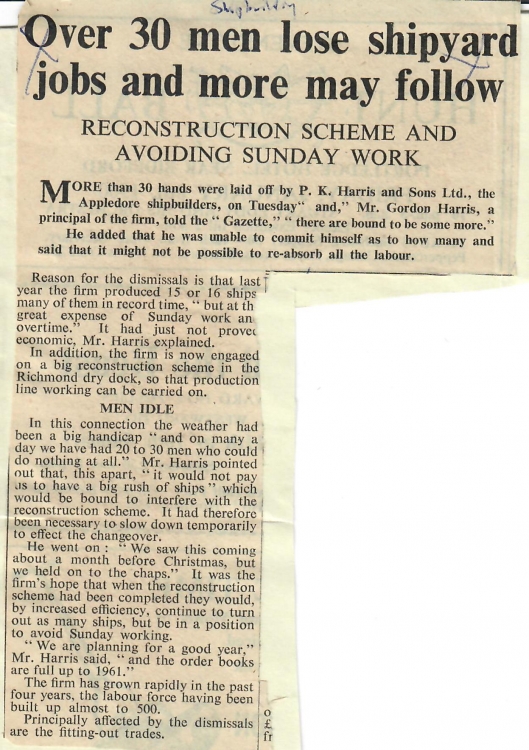 Shipbuilding.
Over 30 men lose shipyard
jobs and more may follow
RECONSTRUCTION SCHEME AND
AVOIDING SUNDAY WORK
MORE than 30 hands were laid off by P. K. Harris and Sons Ltd., the
Appledore shipbuilders, on Tuesday" and," Mr. Gordon Harris, a
principal of the firm, told the " Gazette," " there are bound to be some more."
He added that he was unable to commit himself as to how many and
said that it might not be possible to re-absorb all the labour.
Reason for the dismissals is that last
year the firm produced 15 or 16 ships
many of them in record time, " but at th
great expense of Sunday work an
overtime." It had just not prove
economic, Mr. Harris explained.
In addition, the firm is now engaged
on a big reconstruction scheme in the
Richmond dry dock, so that production
line working can be carried on.
MEN IDLE
In this connection the weather had
been a big handicap " and on many a
day we have had 20 to 30 men who could
do nothing at all." Mr. Harris pointed
out that, this apart, " it would not pay
us to have a big rush of ships " which
would be bound to interfere with the
reconstruction scheme. It had therefore
been necessary to slow down temporarily
to effect the changeover.
He went on : " We saw this coming
about a month before Christmas, but
we held on to the chaps." It was the
firm's hope that when the reconstruction
scheme had been completed they would,
by increased efficiency, continue to turn
out as many ships, but be in a position
to avoid Sunday working.
" We are planning for a good year,"
Mr. Harris said, " and the order books
are full up to 1961."
The firm has grown rapidly in the past
four years, the labour force having been
built up almost to 500.
Principally affected by the dismissals
are the fitting-out trades.
o
£
fr